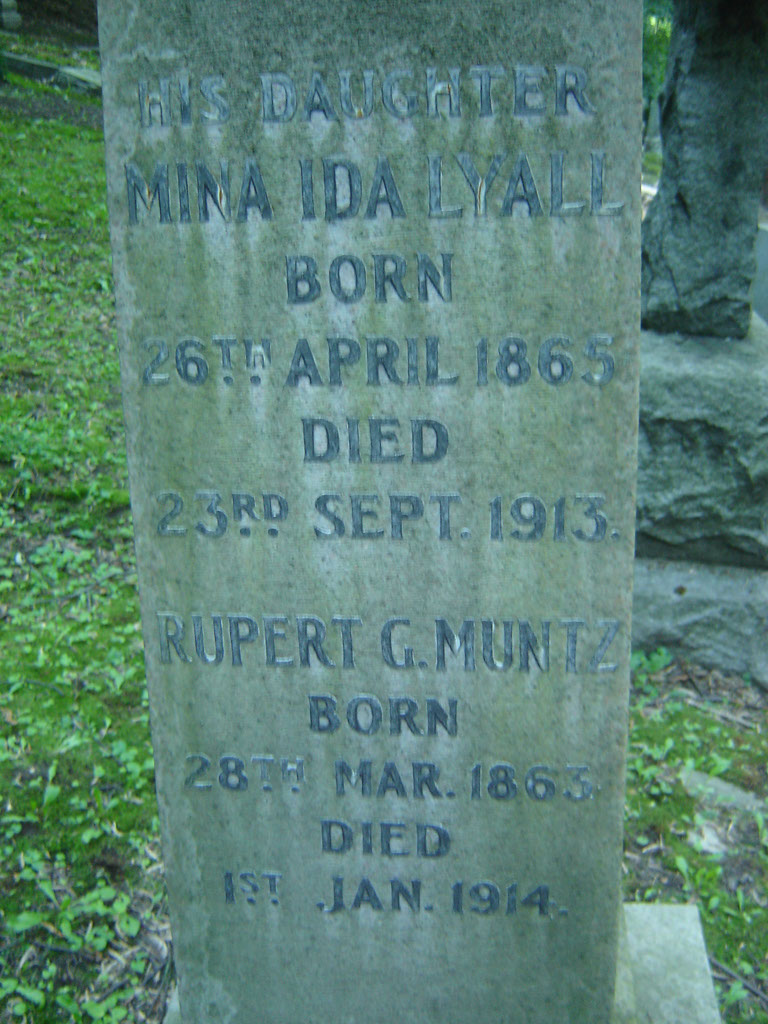 HIS DAUGHTER
MINA IDA LYALL
BORN
26TH APRIL 1865
DIED
23RD SEPT. 1913.
RUPERT G. MUNTZ
BORN
28TH MAR. 1863
DIED
1ST JAN. 1914.